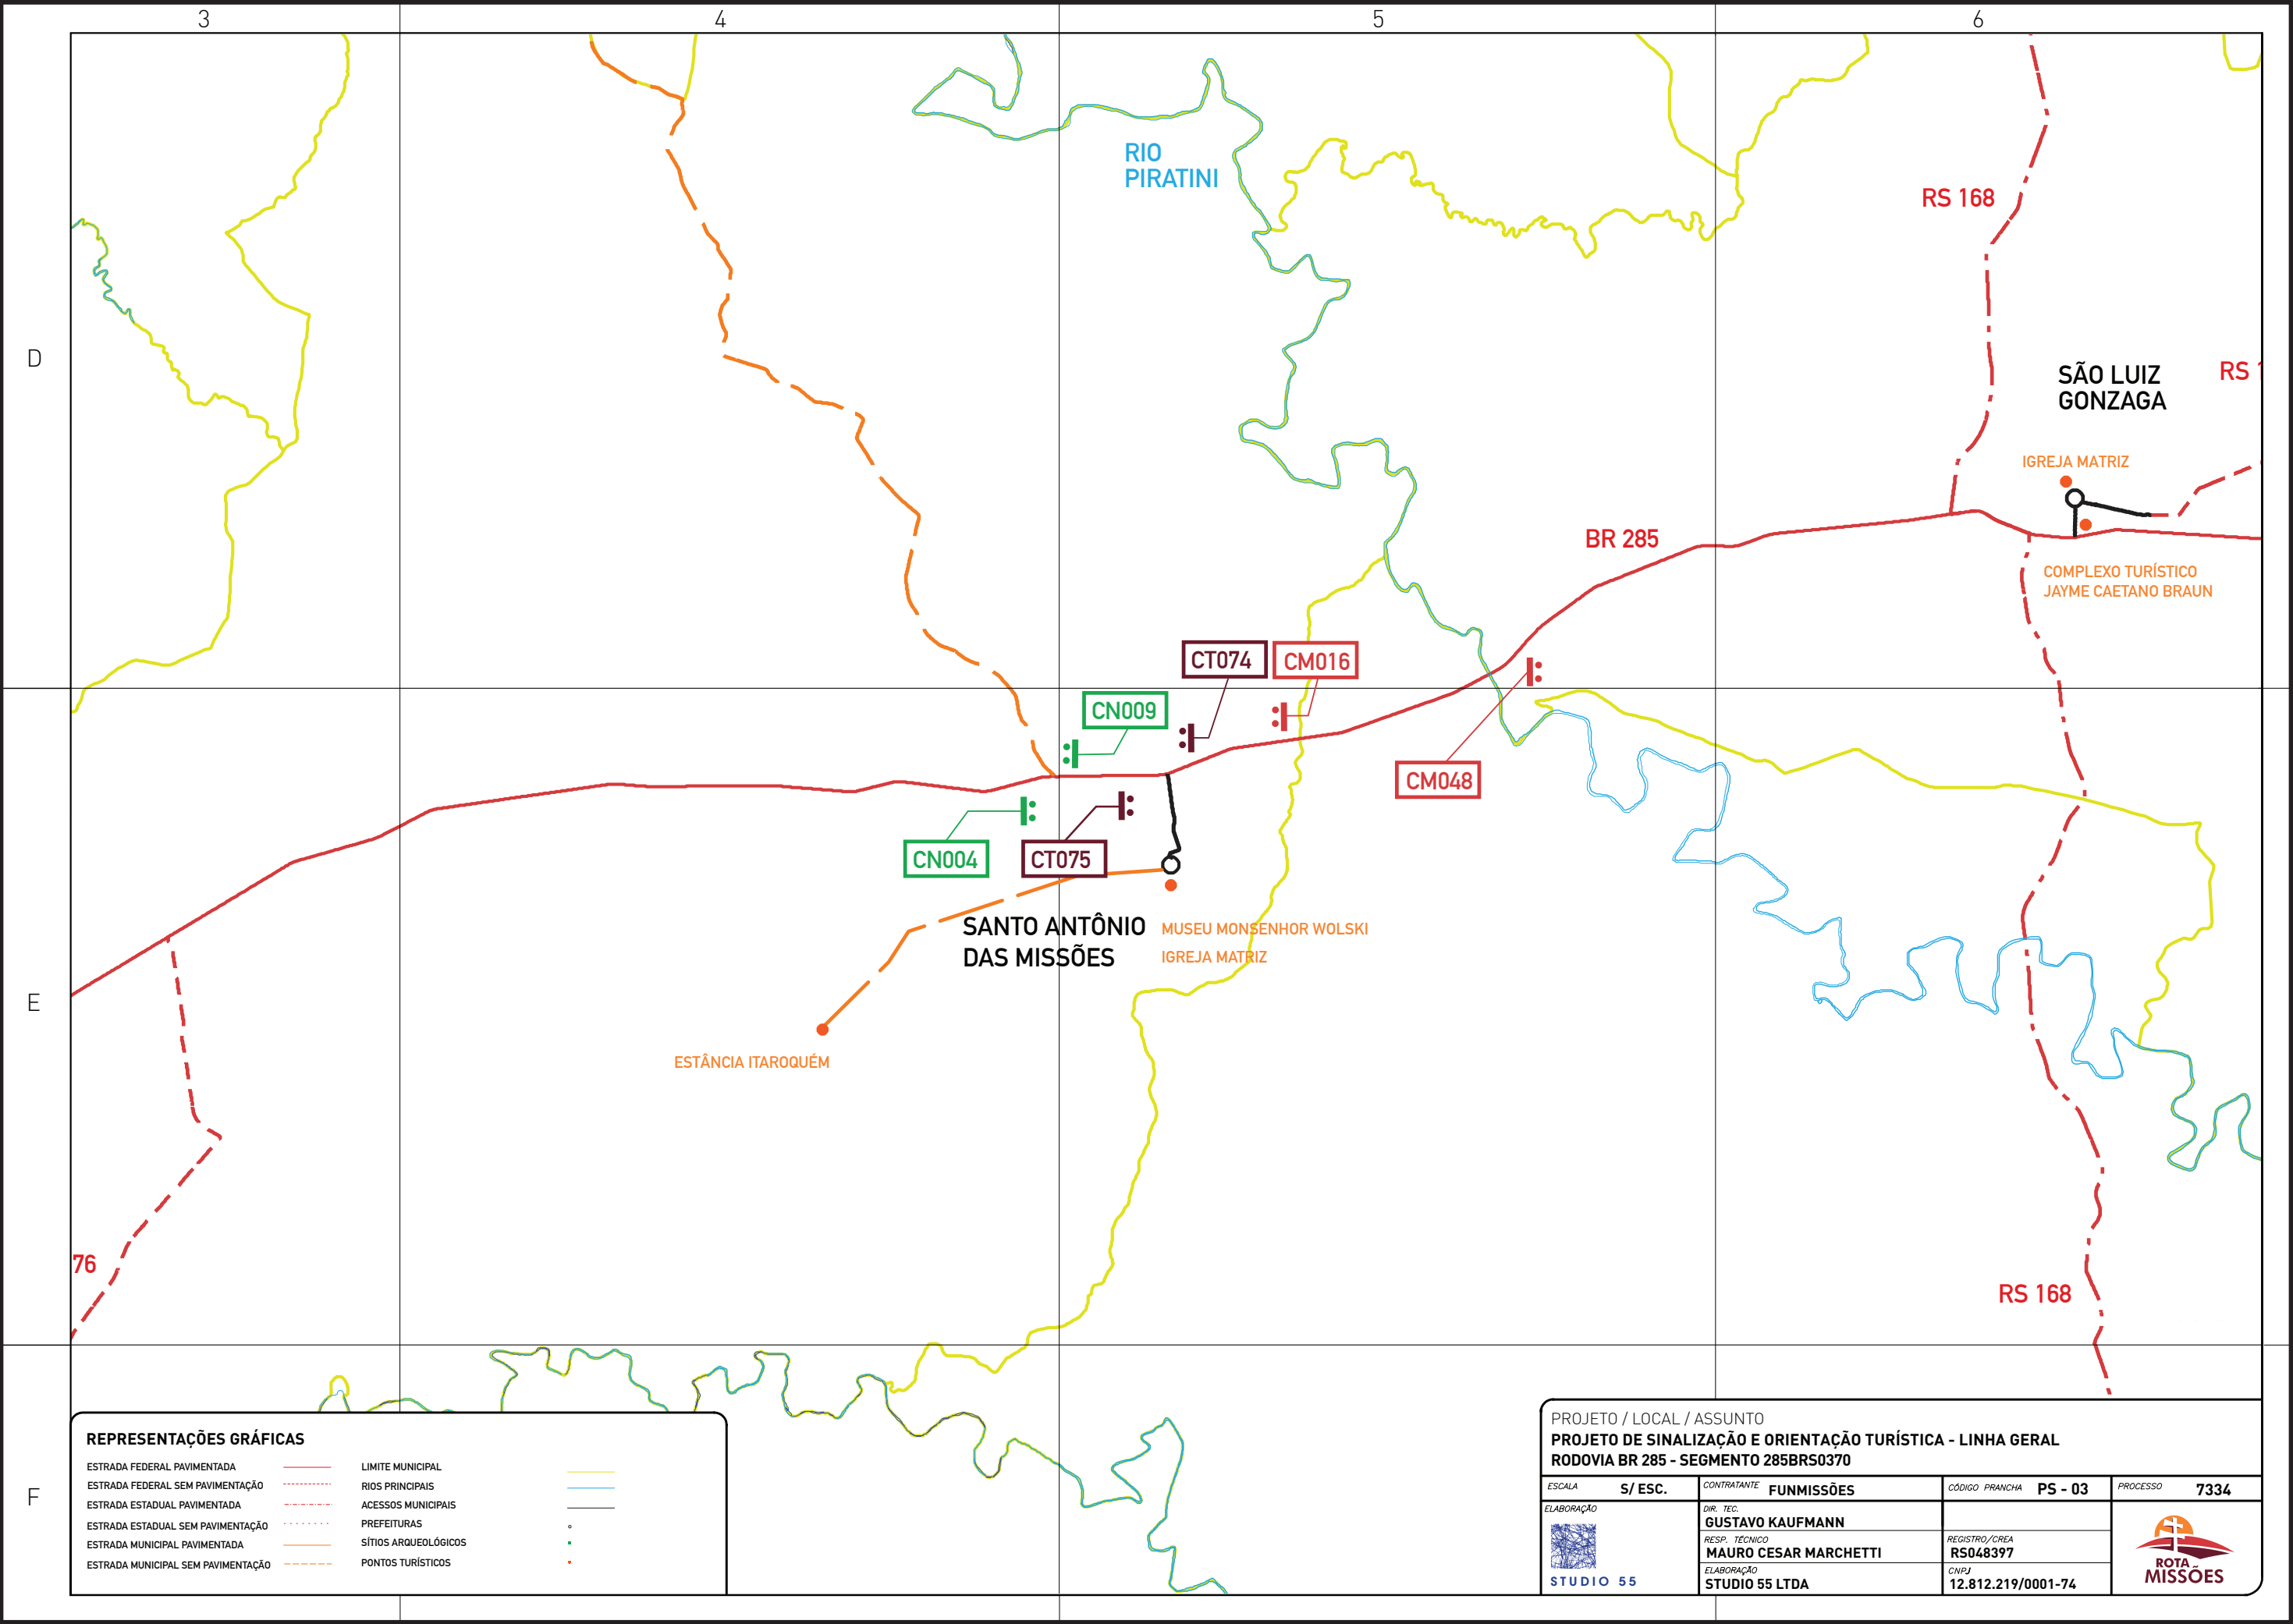 3
4
5
6
D
E
F
RIO
PIRATINI
RS 168
SÃO LUIZ
GONZAGA
RS 1
IGREJA MATRIZ
BR 285
COMPLEXO TURÍSTICO
JAYME CAETANO BRAUN
CT074
CM016
CN009
CM048
CN004
CT075
SANTO ANTÔNIO
DAS MISSÕES
MUSEU MONSENHOR WOLSKI
IGREJA MATRIZ
ESTÂNCIA ITAROQUÉM
76
RS 168
REPRESENTAÇÕES GRÁFICAS
ESTRADA FEDERAL PAVIMENTADA
ESTRADA FEDERAL SEM PAVIMENTAÇÃO
ESTRADA ESTADUAL PAVIMENTADA
ESTRADA ESTADUAL SEM PAVIMENTAÇÃO
ESTRADA MUNICIPAL PAVIMENTADA
ESTRADA MUNICIPAL SEM PAVIMENTAÇÃO
LIMITE MUNICIPAL
RIOS PRINCIPAIS
ACESSOS MUNICIPAIS
PREFEITURAS
SÍTIOS ARQUEOLÓGICOS
PONTOS TURÍSTICOS
PROJETO / LOCAL / ASSUNTO
PROJETO DE SINALIZAÇÃO E ORIENTAÇÃO TURÍSTICA - LINHA GERAL
RODOVIA BR 285 - SEGMENTO 285BRS0370
ESCALA S/ ESC.
CONTRATANTE FUNMISSÕES
CÓDIGO PRANCHA PS - 03
PROCESSO 7334
ELABORAÇÃO
STUDIO 55
DIR. TEC.
GUSTAVO KAUFMANN
RESP. TÉCNICO
MAURO CESAR MARCHETTI
REGISTRO/CREA
RS048397
ELABORAÇÃO
STUDIO 55 LTDA
CNPJ
12.812.219/0001-74
ROTA
MISSÕES